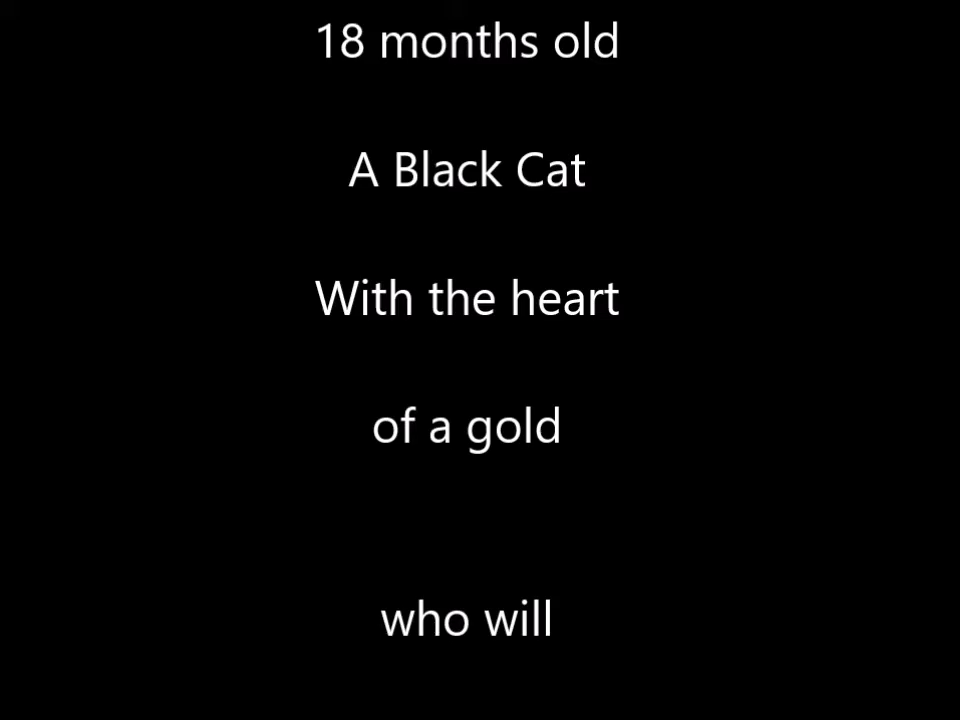 18 months old
A Black Cat
With the heart
of a gold
who will